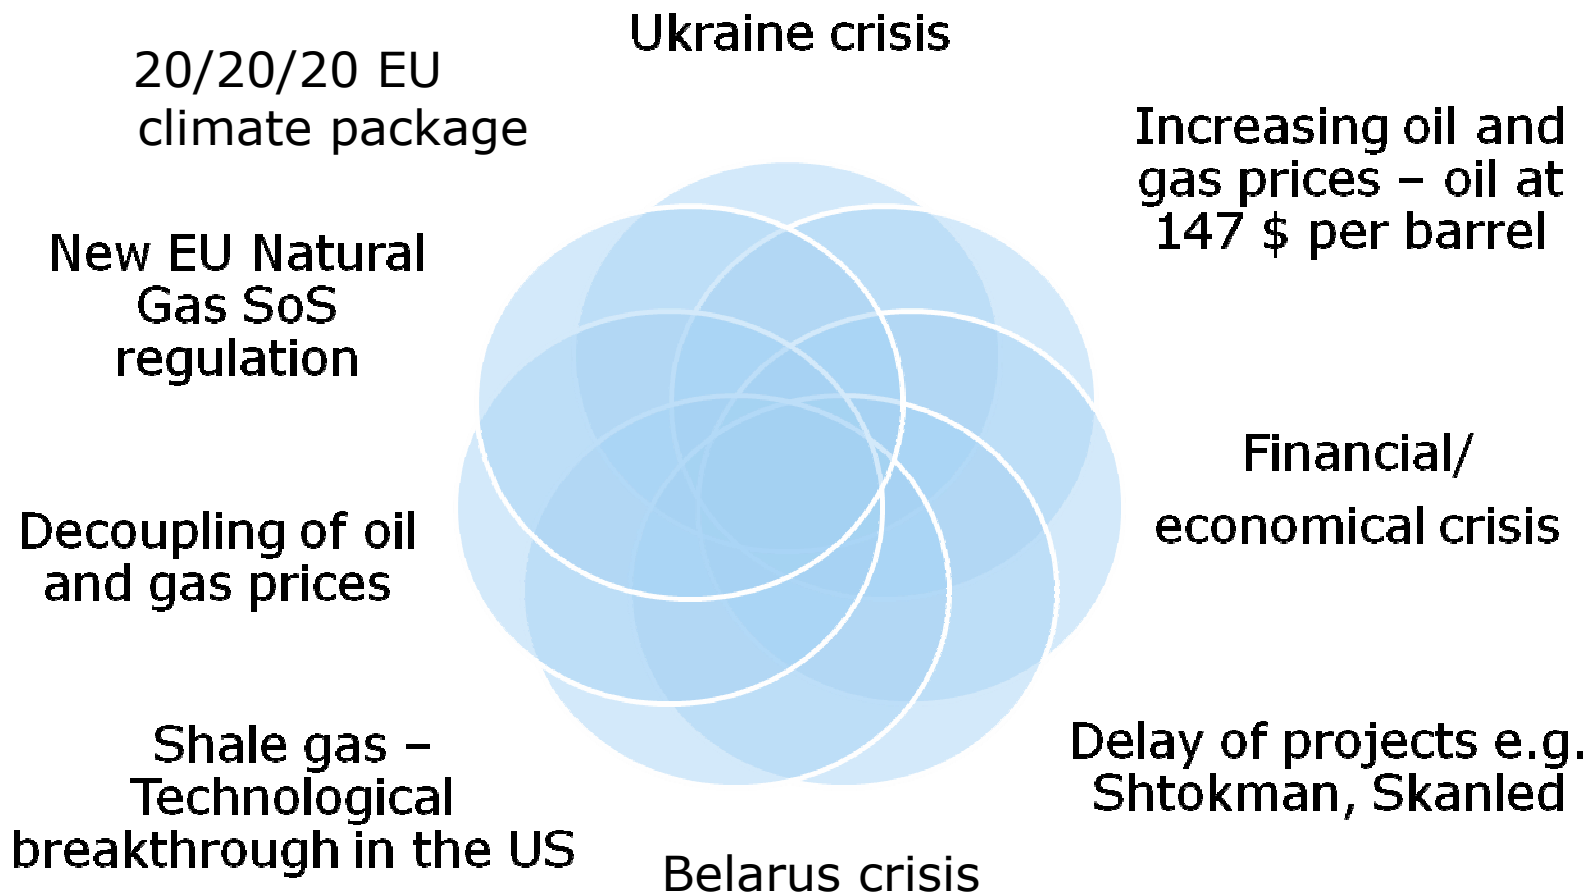 Ukraine crisis
20/20/20 EU
climate package
Increasing oil and
gas prices – oil at
147 $ per barrel
New EU Natural
Gas SoS
regulation
Financial/
economical crisis
Decoupling of oil
and gas prices
Delay of projects e.g.
Shtokman, Skanled
Shale gas –
Technological
breakthrough in the US
Belarus crisis